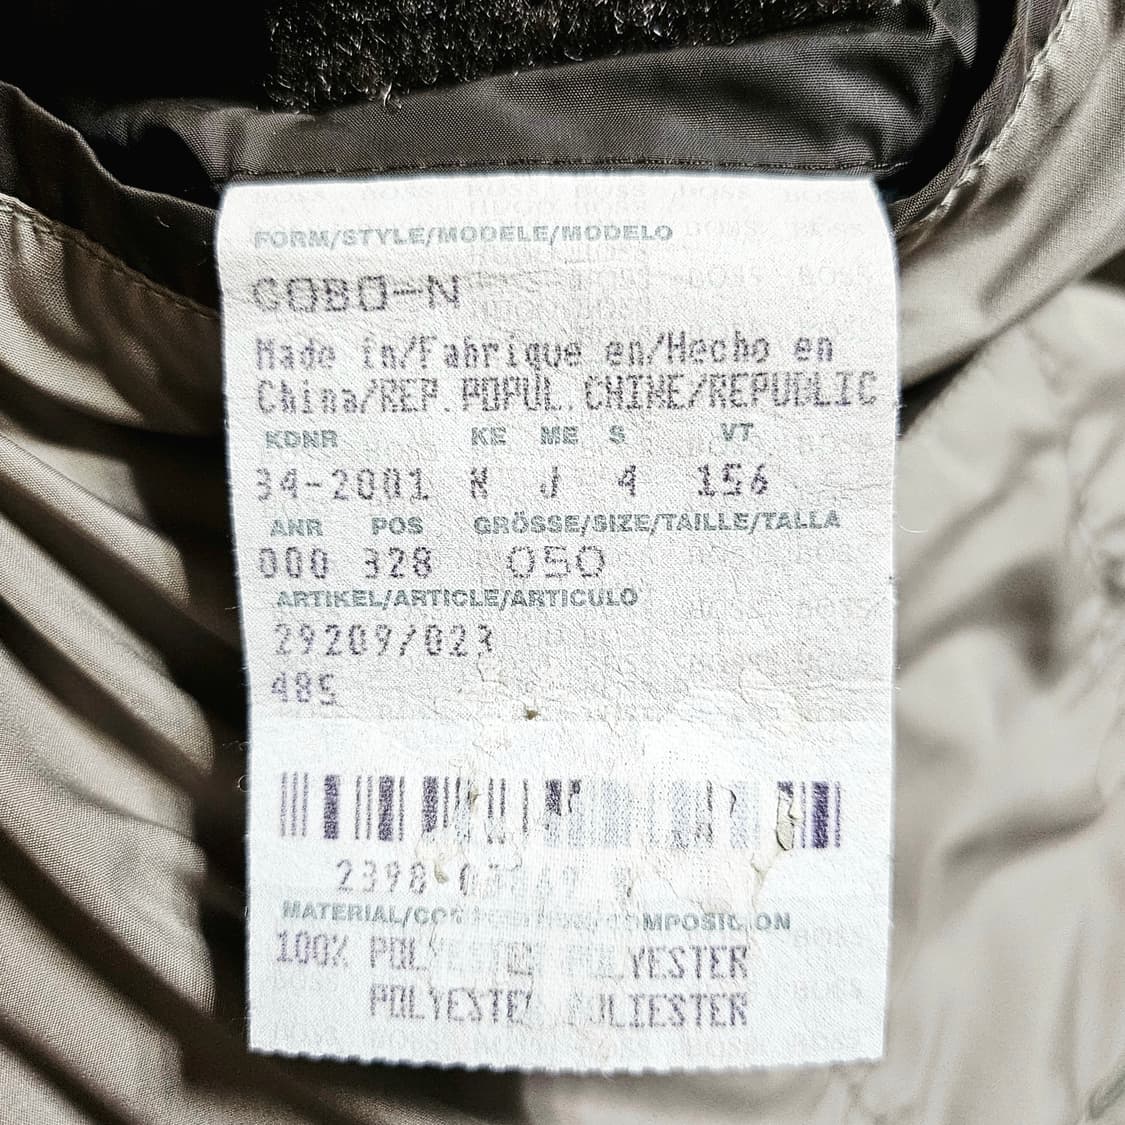 FORM/STYLE/MODELE/MODELO
COBO-N
Made in/Fabrique en/Hecho en
China/REP.POPUL.CHINE/REPUBLIC
KDNR KE ME S VT
34-2001 N J 4 156
ANR POS GRÖSSE/SIZE/TAILLE/TALLA
000 328 050
ARTIKEL/ARTICLE/ARTICULO
29209/023
485
2398
MATERIAL/
100% POLYESTER
POLYESTER POLIESTER